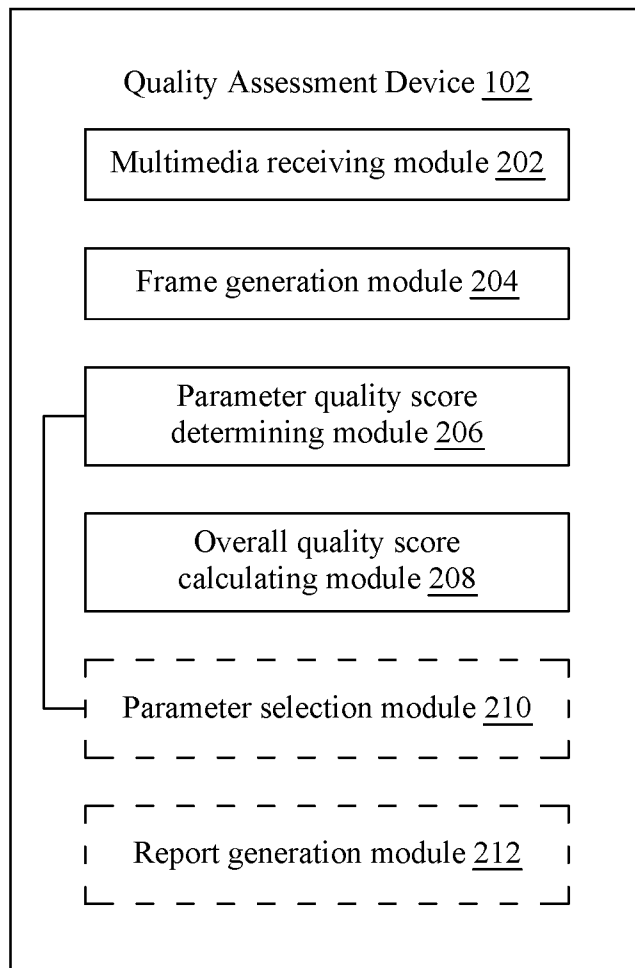 Quality Assessment Device 102
Multimedia receiving module 202
Frame generation module 204
Parameter quality score
determining module 206
Overall quality score
calculating module 208
Parameter selection module 210
Report generation module 212